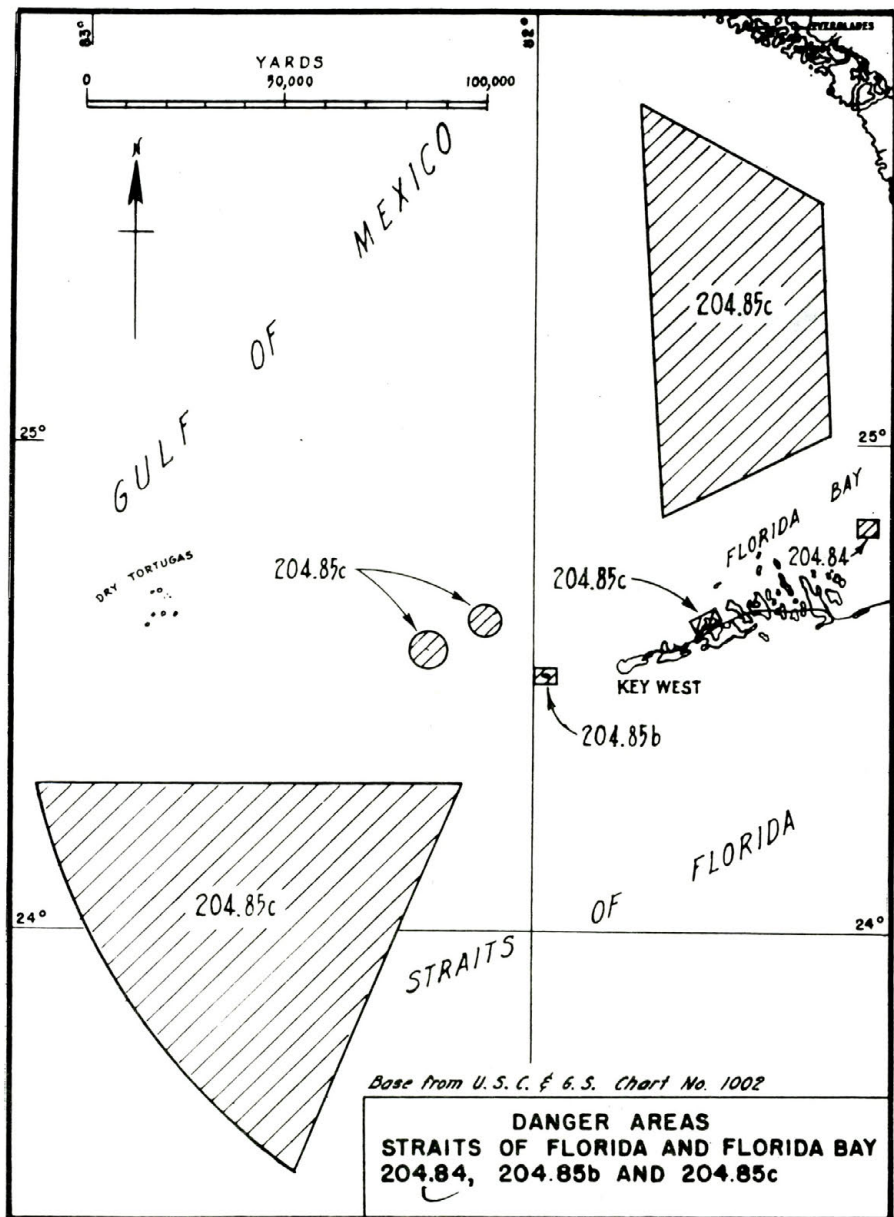 83°
82°
EVERGLADES
YARDS
0 50,000 100,000
N
GULF OF MEXICO
204.85c
25°
25°
FLORIDA BAY
DRY TORTUGAS
204.85c
204.85c
204.84
KEY WEST
204.85b
204.85c
24°
24°
STRAITS OF FLORIDA
Base from U.S.C. & G.S. Chart No. 1002
DANGER AREAS
STRAITS OF FLORIDA AND FLORIDA BAY
204.84, 204.85b AND 204.85c